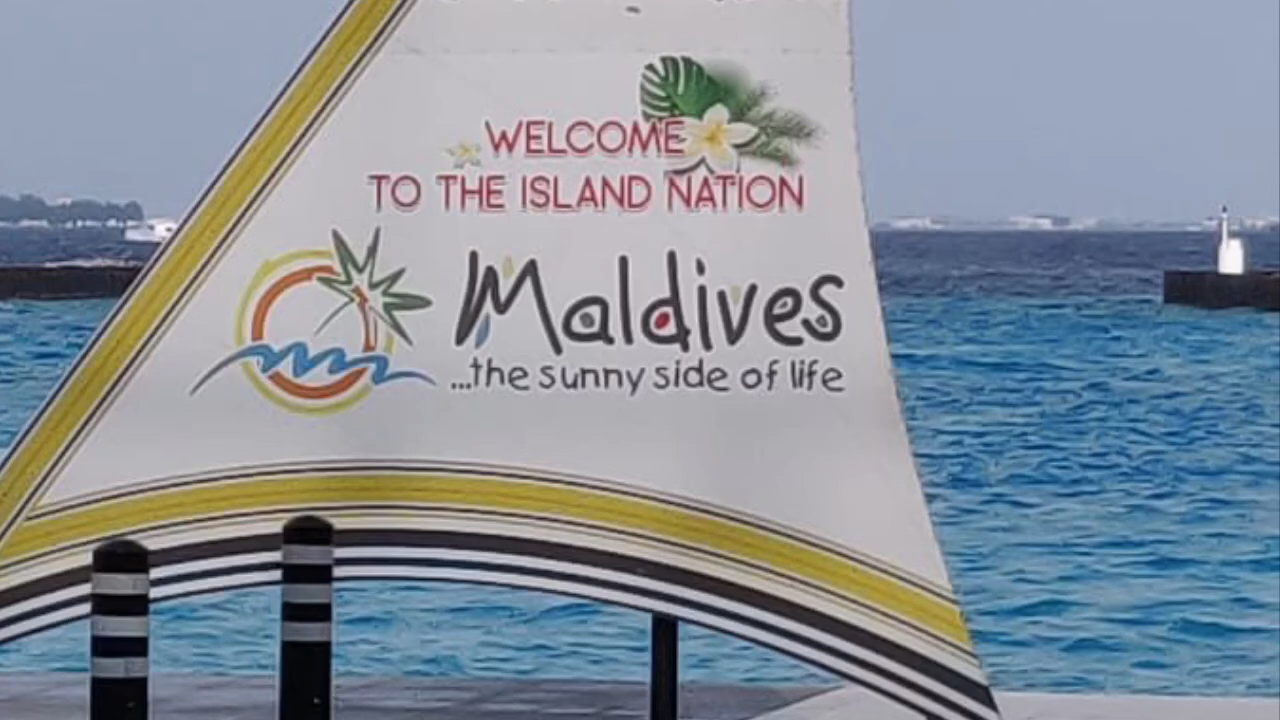 WELCOME
TO THE ISLAND NATION
Maldives
...the sunny side of life